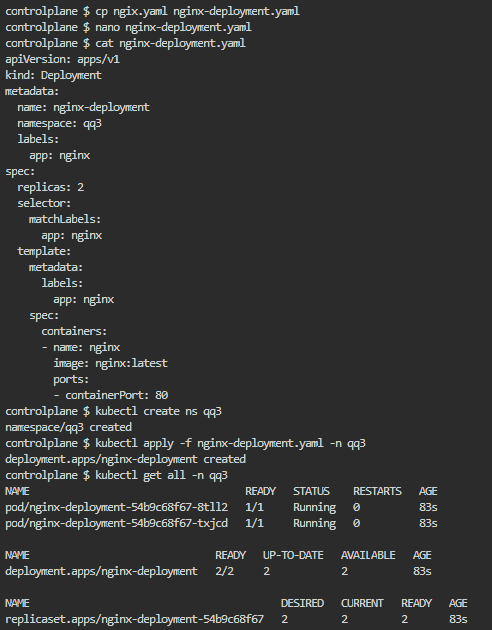 controlplane $ cp ngix.yaml nginx-deployment.yaml
controlplane $ nano nginx-deployment.yaml
controlplane $ cat nginx-deployment.yaml
apiVersion: apps/v1
kind: Deployment
metadata:
  name: nginx-deployment
  namespace: qq3
  labels:
    app: nginx
spec:
  replicas: 2
  selector:
    matchLabels:
      app: nginx
  template:
    metadata:
      labels:
        app: nginx
    spec:
      containers:
      - name: nginx
        image: nginx:latest
        ports:
        - containerPort: 80
controlplane $ kubectl create ns qq3
namespace/qq3 created
controlplane $ kubectl apply -f nginx-deployment.yaml -n qq3
deployment.apps/nginx-deployment created
controlplane $ kubectl get all -n qq3
NAME                                    READY   STATUS    RESTARTS   AGE
pod/nginx-deployment-54b9c68f67-8tll2   1/1     Running   0          83s
pod/nginx-deployment-54b9c68f67-txjcd   1/1     Running   0          83s

NAME                               READY   UP-TO-DATE   AVAILABLE   AGE
deployment.apps/nginx-deployment   2/2     2            2           83s

NAME                                          DESIRED   CURRENT   READY   AGE
replicaset.apps/nginx-deployment-54b9c68f67   2         2         2       83s